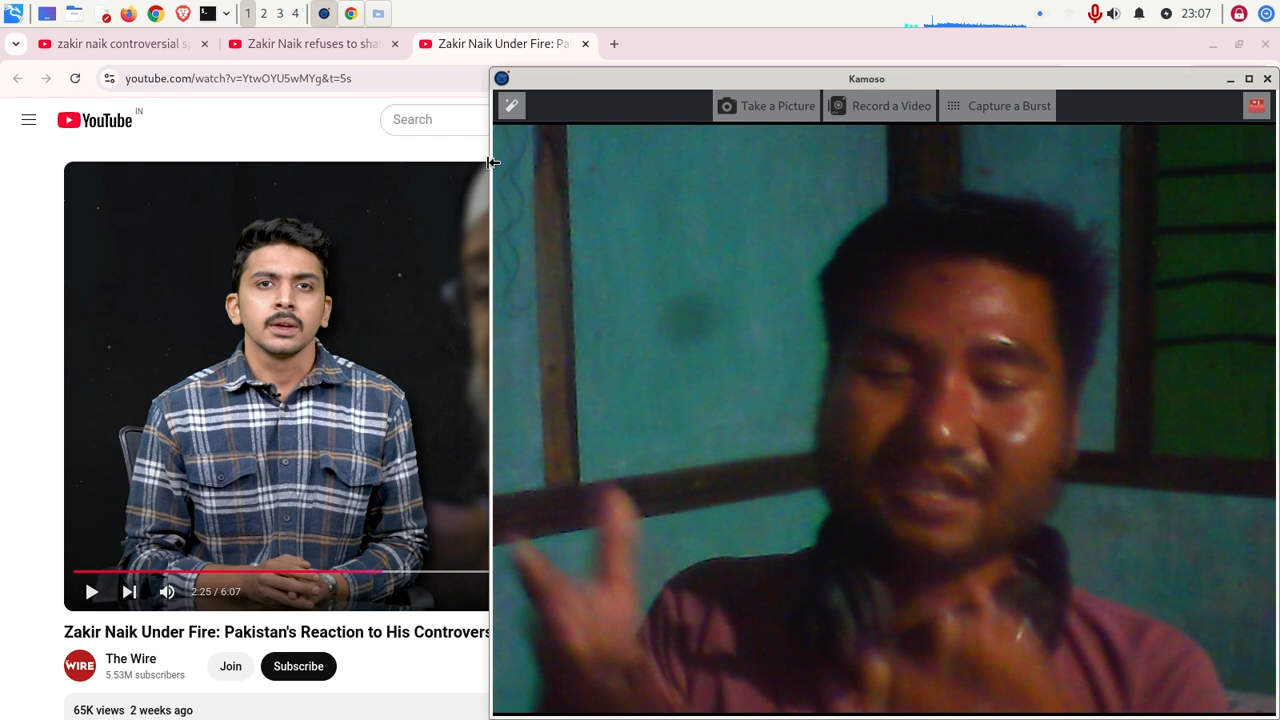 1 2 3 4
23:07
zakir naik controversial s
Zakir Naik refuses to sha
Zakir Naik Under Fire: Pa
youtube.com/watch?v=YtwOYU5wMYg&t=5s
Kamoso
Take a Picture
Record a Video
Capture a Burst
YouTube IN
Search
2:25 / 6:07
Zakir Naik Under Fire: Pakistan's Reaction to His Controvers
WIRE
The Wire
5.53M subscribers
Join
Subscribe
65K views 2 weeks ago